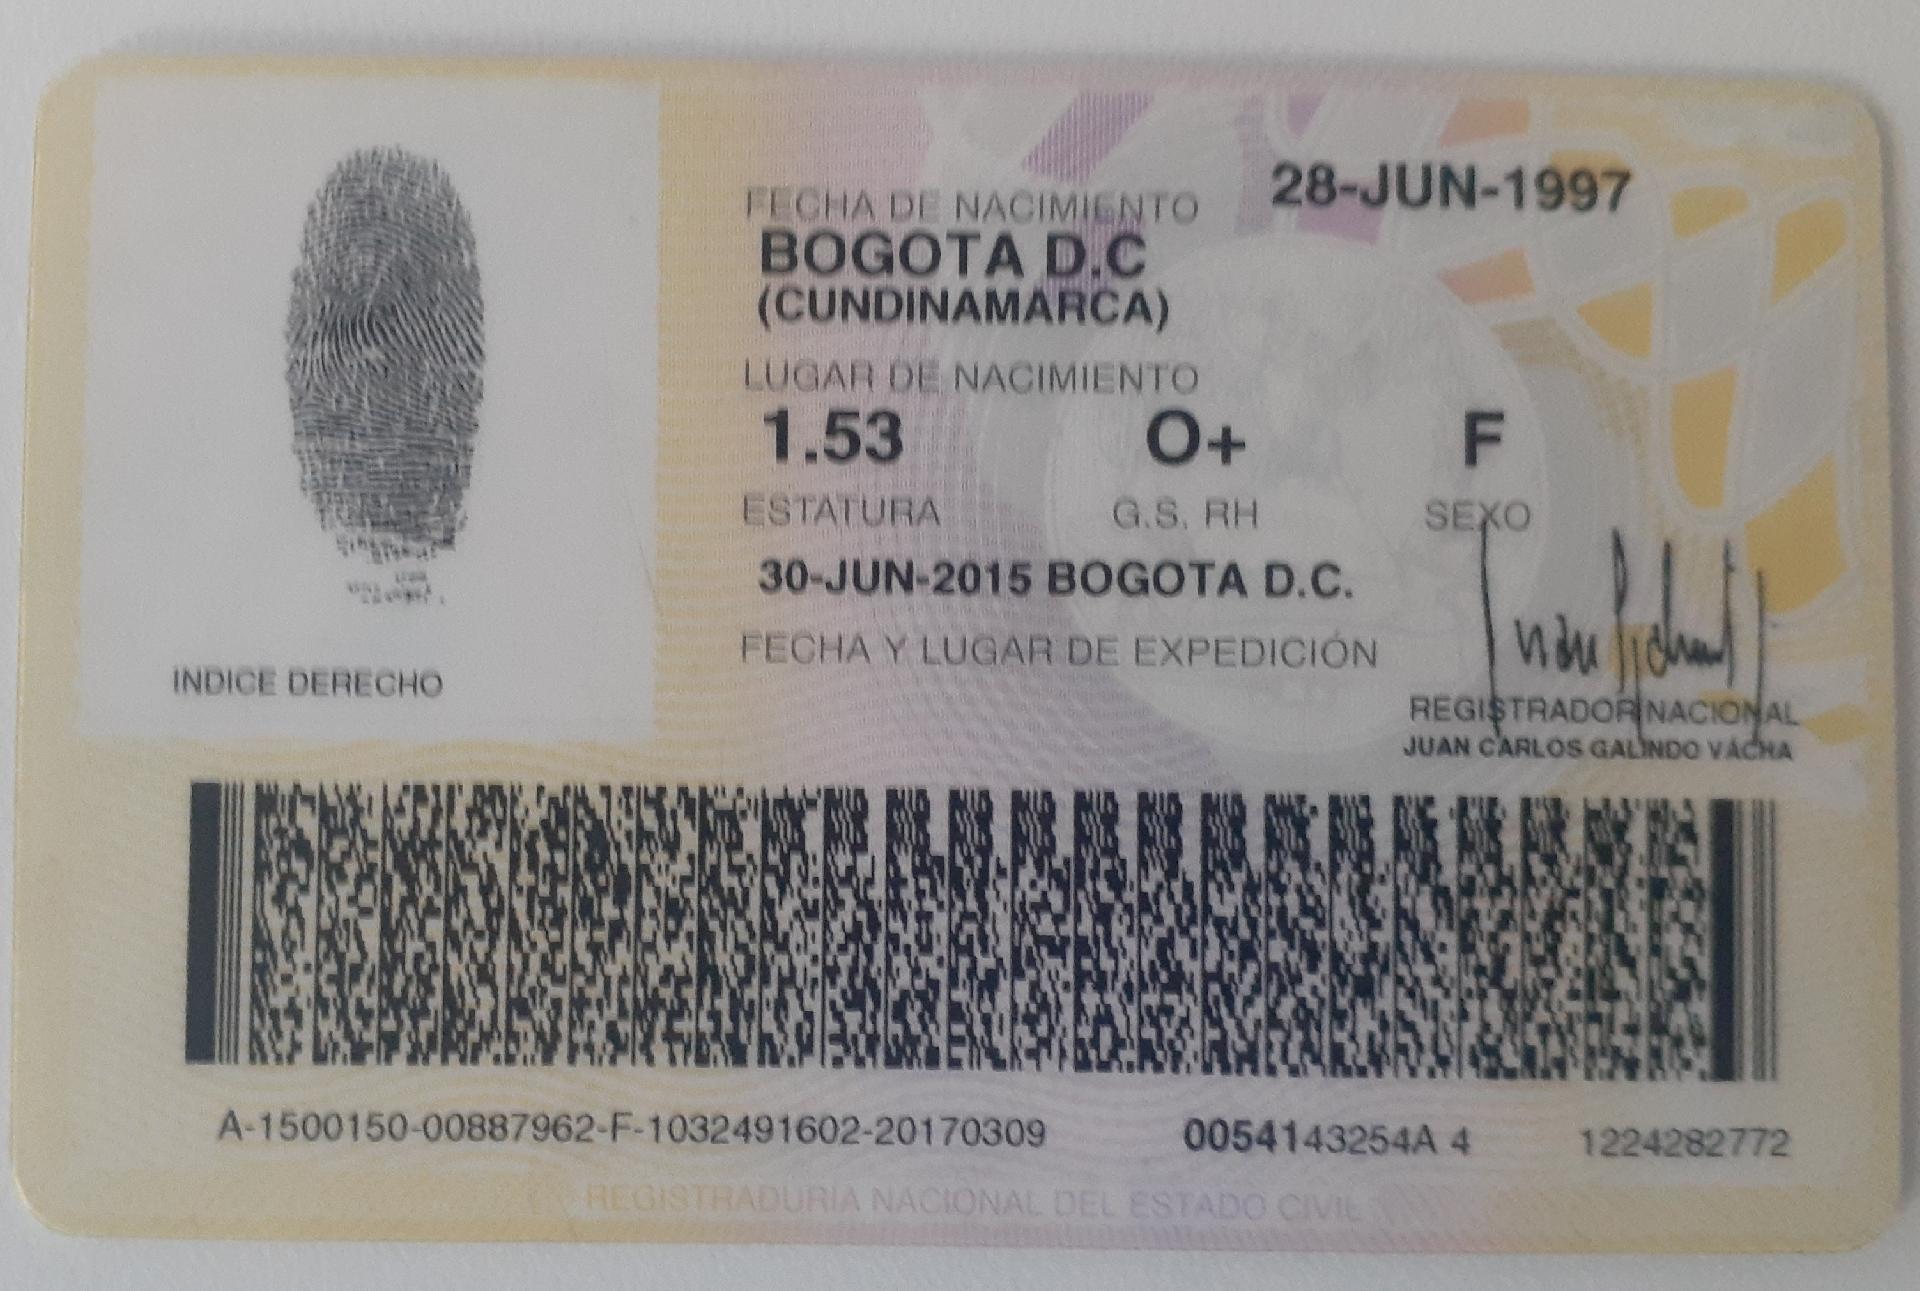 28-JUN-1997
FECHA DE NACIMIENTO
BOGOTA D.C
(CUNDINAMARCA)
LUGAR DE NACIMIENTO
1.53 O+ F
ESTATURA G.S. RH SEXO
30-JUN-2015 BOGOTA D.C.
FECHA Y LUGAR DE EXPEDICIÓN
INDICE DERECHO
REGISTRADOR NACIONAL
JUAN CARLOS GALINDO VÁCHA
A-1500150-00887962-F-1032491602-20170309 0054143254A 4 1224282772
REGISTRADURIA NACIONAL DEL ESTADO CIVIL